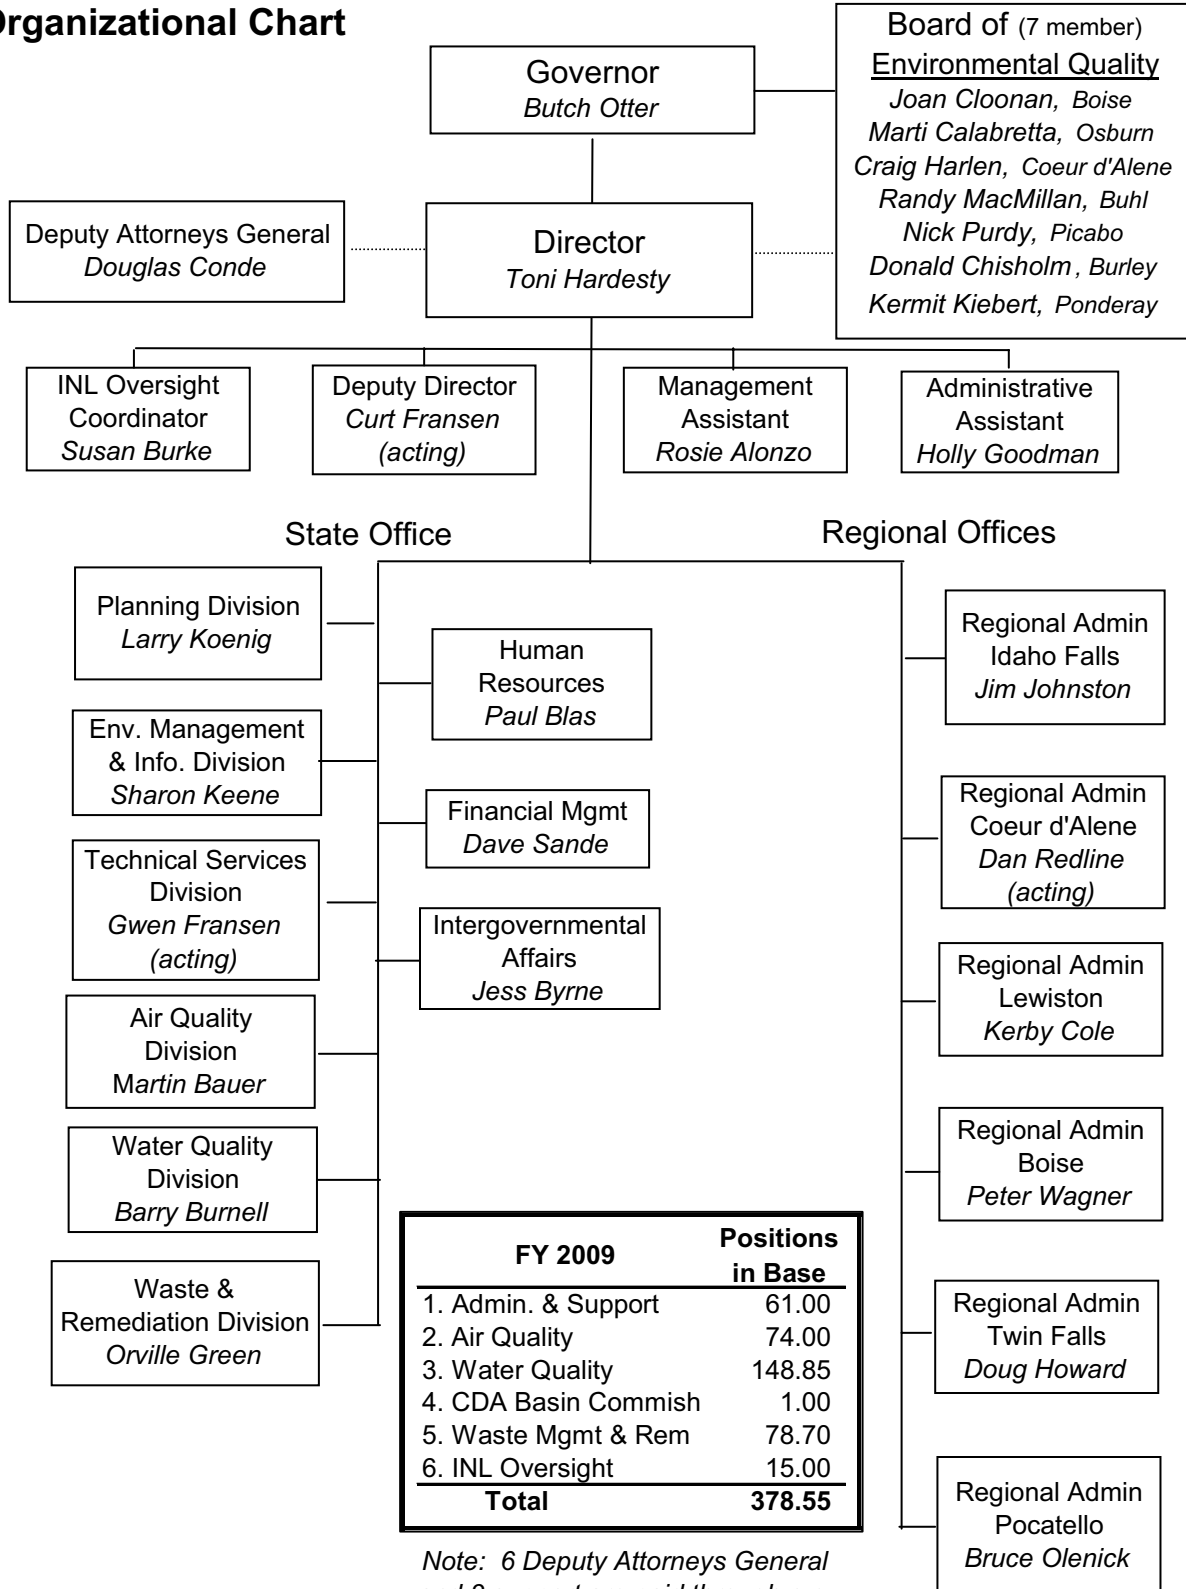 Organizational Chart
Board of (7 member)
Environmental Quality
Joan Cloonan, Boise
Marti Calabretta, Osburn
Craig Harlen, Coeur d'Alene
Randy MacMillan, Buhl
Nick Purdy, Picabo
Donald Chisholm, Burley
Kermit Kiebert, Ponderay
Governor
Butch Otter
Deputy Attorneys General
Douglas Conde
Director
Toni Hardesty
INL Oversight
Coordinator
Susan Burke
Deputy Director
Curt Fransen
(acting)
Management
Assistant
Rosie Alonzo
Administrative
Assistant
Holly Goodman
State Office
Regional Offices
Planning Division
Larry Koenig
Env. Management
& Info. Division
Sharon Keene
Technical Services
Division
Gwen Fransen
(acting)
Air Quality
Division
Martin Bauer
Water Quality
Division
Barry Burnell
Waste &
Remediation Division
Orville Green
Human
Resources
Paul Blas
Financial Mgmt
Dave Sande
Intergovernmental
Affairs
Jess Byrne
Regional Admin
Idaho Falls
Jim Johnston
Regional Admin
Coeur d'Alene
Dan Redline
(acting)
Regional Admin
Lewiston
Kerby Cole
Regional Admin
Boise
Peter Wagner
Regional Admin
Twin Falls
Doug Howard
Regional Admin
Pocatello
Bruce Olenick
FY 2009 Positions in Base
1. Admin. & Support 61.00
2. Air Quality 74.00
3. Water Quality 148.85
4. CDA Basin Commish 1.00
5. Waste Mgmt & Rem 78.70
6. INL Oversight 15.00
Total 378.55
Note: 6 Deputy Attorneys General